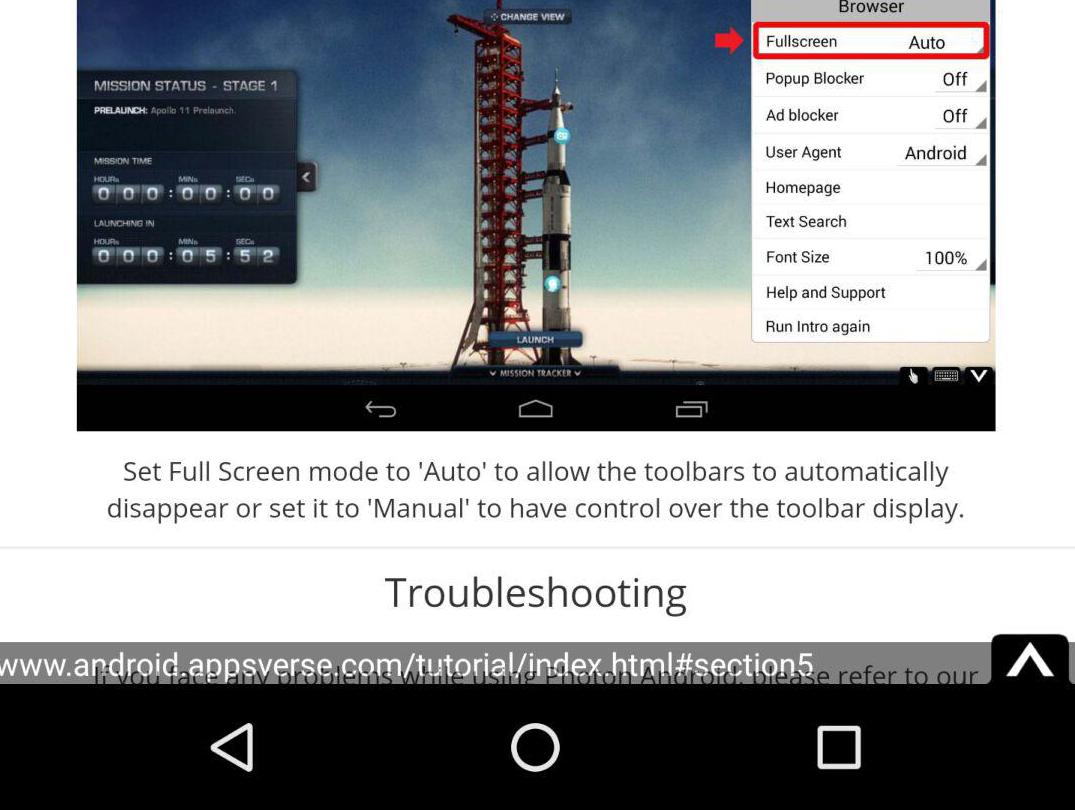 CHANGE VIEW
Browser
Fullscreen Auto
Popup Blocker Off
Ad blocker Off
User Agent Android
Homepage
Text Search
Font Size 100%
Help and Support
Run Intro again
MISSION STATUS - STAGE 1
PRELAUNCH: Apollo 11 Prelaunch.
MISSION TIME
HOURs MINs SECs
0 0 0 : 0 0 : 0 0
LAUNCHING IN
HOURs MINs SECs
0 0 0 : 0 5 : 5 2
LAUNCH
MISSION TRACKER
Set Full Screen mode to 'Auto' to allow the toolbars to automatically
disappear or set it to 'Manual' to have control over the toolbar display.
Troubleshooting
www.android.appsverse.com/tutorial/index.html#section5
If you face any problems while using Photon Android, please refer to our